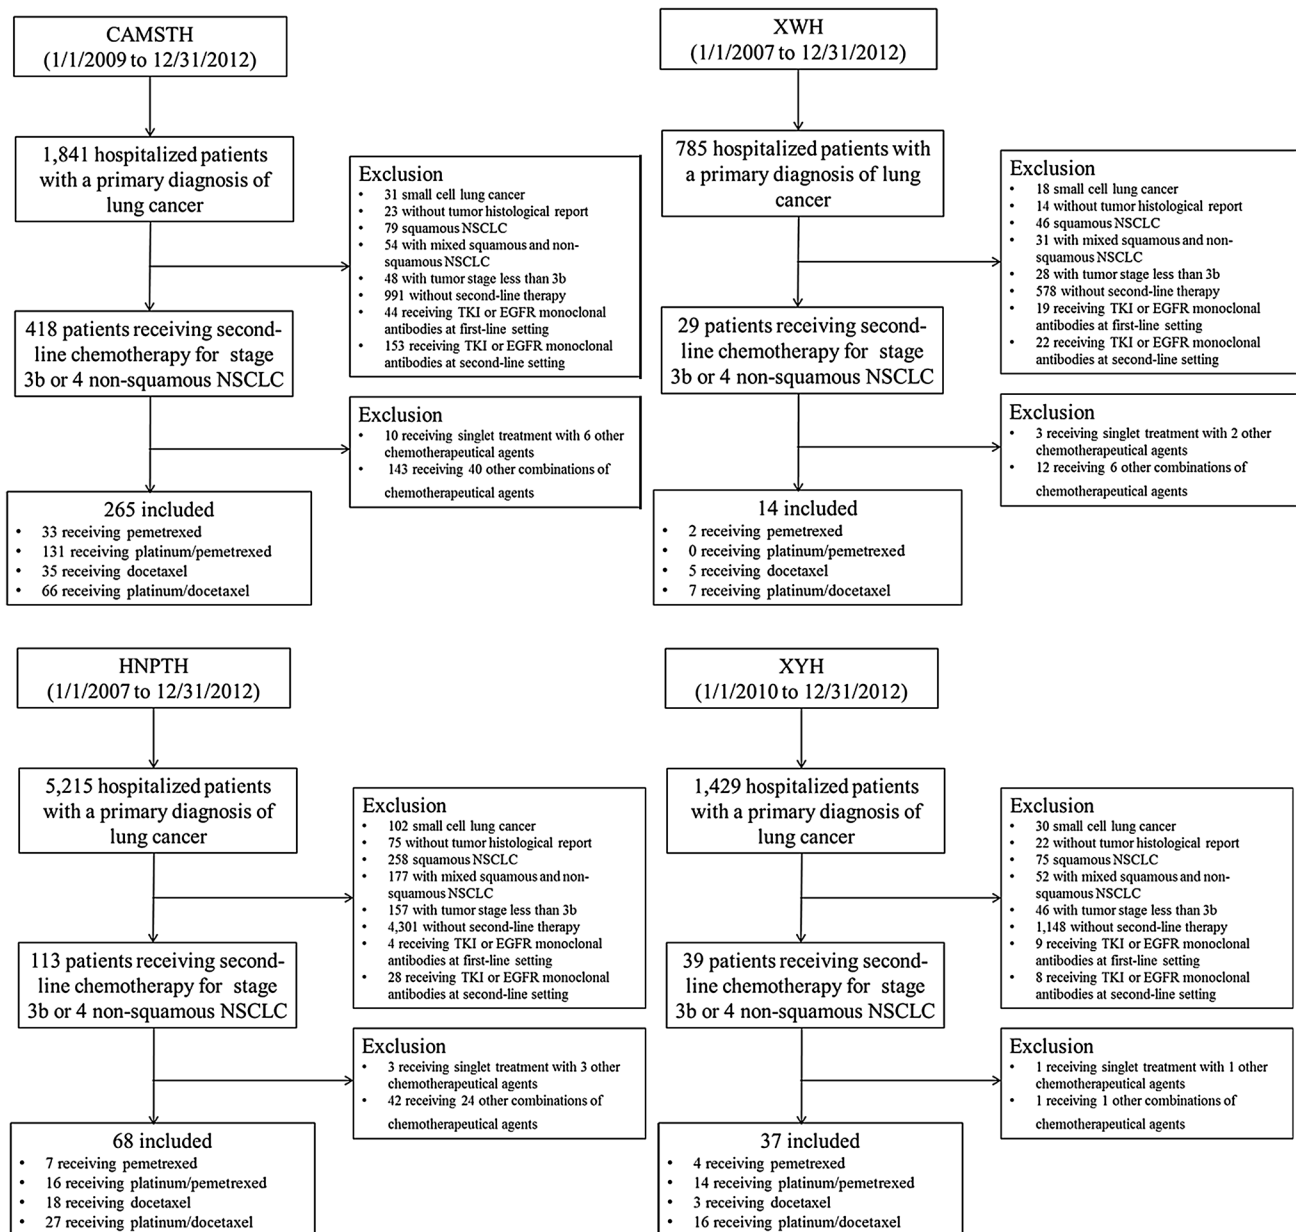 CAMSTH
(1/1/2009 to 12/31/2012)
1,841 hospitalized patients
with a primary diagnosis of
lung cancer
Exclusion
• 31 small cell lung cancer
• 23 without tumor histological report
• 79 squamous NSCLC
• 54 with mixed squamous and non-
squamous NSCLC
• 48 with tumor stage less than 3b
• 991 without second-line therapy
• 44 receiving TKI or EGFR monoclonal
antibodies at first-line setting
• 153 receiving TKI or EGFR monoclonal
antibodies at second-line setting
418 patients receiving second-
line chemotherapy for stage
3b or 4 non-squamous NSCLC
Exclusion
• 10 receiving singlet treatment with 6 other
chemotherapeutical agents
• 143 receiving 40 other combinations of
chemotherapeutical agents
265 included
• 33 receiving pemetrexed
• 131 receiving platinum/pemetrexed
• 35 receiving docetaxel
• 66 receiving platinum/docetaxel
XWH
(1/1/2007 to 12/31/2012)
785 hospitalized patients with
a primary diagnosis of lung
cancer
Exclusion
• 18 small cell lung cancer
• 14 without tumor histological report
• 46 squamous NSCLC
• 31 with mixed squamous and non-
squamous NSCLC
• 28 with tumor stage less than 3b
• 578 without second-line therapy
• 19 receiving TKI or EGFR monoclonal
antibodies at first-line setting
• 22 receiving TKI or EGFR monoclonal
antibodies at second-line setting
29 patients receiving second-
line chemotherapy for stage
3b or 4 non-squamous NSCLC
Exclusion
• 3 receiving singlet treatment with 2 other
chemotherapeutical agents
• 12 receiving 6 other combinations of
chemotherapeutical agents
14 included
• 2 receiving pemetrexed
• 0 receiving platinum/pemetrexed
• 5 receiving docetaxel
• 7 receiving platinum/docetaxel
HNPTH
(1/1/2007 to 12/31/2012)
5,215 hospitalized patients
with a primary diagnosis of
lung cancer
Exclusion
• 102 small cell lung cancer
• 75 without tumor histological report
• 258 squamous NSCLC
• 177 with mixed squamous and non-
squamous NSCLC
• 157 with tumor stage less than 3b
• 4,301 without second-line therapy
• 4 receiving TKI or EGFR monoclonal
antibodies at first-line setting
• 28 receiving TKI or EGFR monoclonal
antibodies at second-line setting
113 patients receiving second-
line chemotherapy for stage
3b or 4 non-squamous NSCLC
Exclusion
• 3 receiving singlet treatment with 3 other
chemotherapeutical agents
• 42 receiving 24 other combinations of
chemotherapeutical agents
68 included
• 7 receiving pemetrexed
• 16 receiving platinum/pemetrexed
• 18 receiving docetaxel
• 27 receiving platinum/docetaxel
XYH
(1/1/2010 to 12/31/2012)
1,429 hospitalized patients
with a primary diagnosis of
lung cancer
Exclusion
• 30 small cell lung cancer
• 22 without tumor histological report
• 75 squamous NSCLC
• 52 with mixed squamous and non-
squamous NSCLC
• 46 with tumor stage less than 3b
• 1,148 without second-line therapy
• 9 receiving TKI or EGFR monoclonal
antibodies at first-line setting
• 8 receiving TKI or EGFR monoclonal
antibodies at second-line setting
39 patients receiving second-
line chemotherapy for stage
3b or 4 non-squamous NSCLC
Exclusion
• 1 receiving singlet treatment with 1 other
chemotherapeutical agents
• 1 receiving 1 other combinations of
chemotherapeutical agents
37 included
• 4 receiving pemetrexed
• 14 receiving platinum/pemetrexed
• 3 receiving docetaxel
• 16 receiving platinum/docetaxel